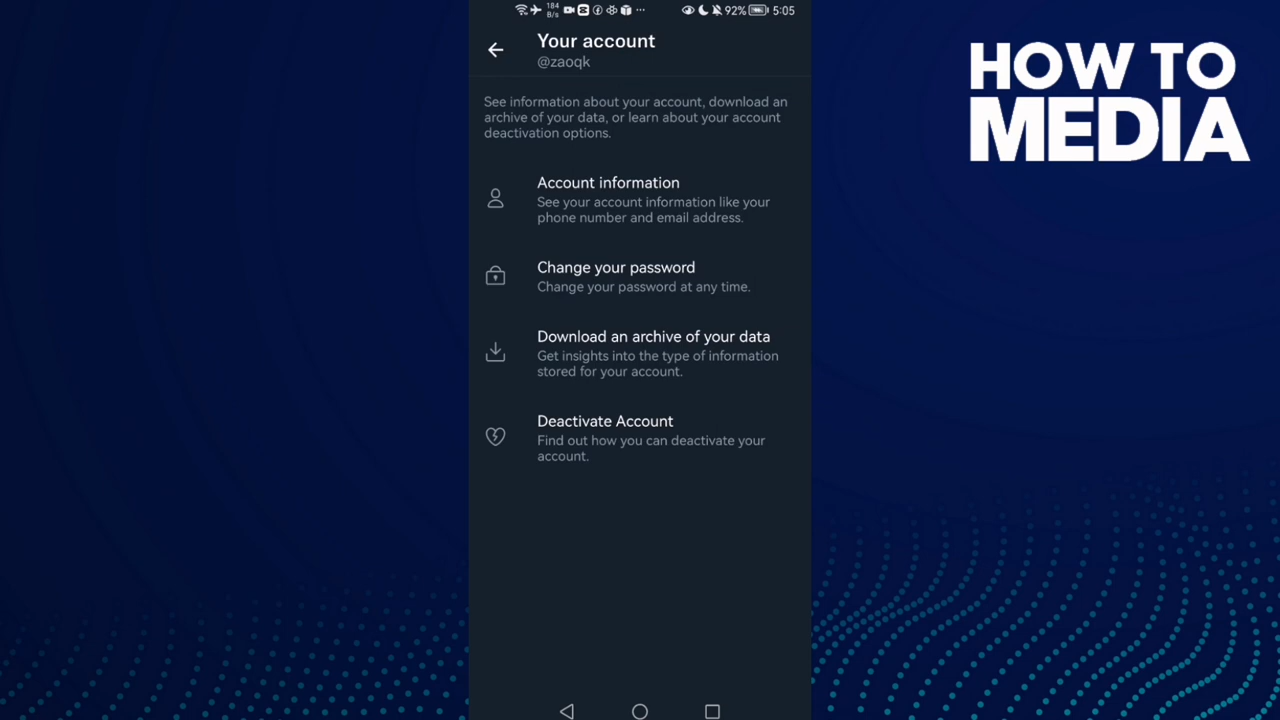 184
B/s
92%
5:05
Your account
@zaoqk
HOW TO
MEDIA
See information about your account, download an
archive of your data, or learn about your account
deactivation options.
Account information
See your account information like your
phone number and email address.
Change your password
Change your password at any time.
Download an archive of your data
Get insights into the type of information
stored for your account.
Deactivate Account
Find out how you can deactivate your
account.